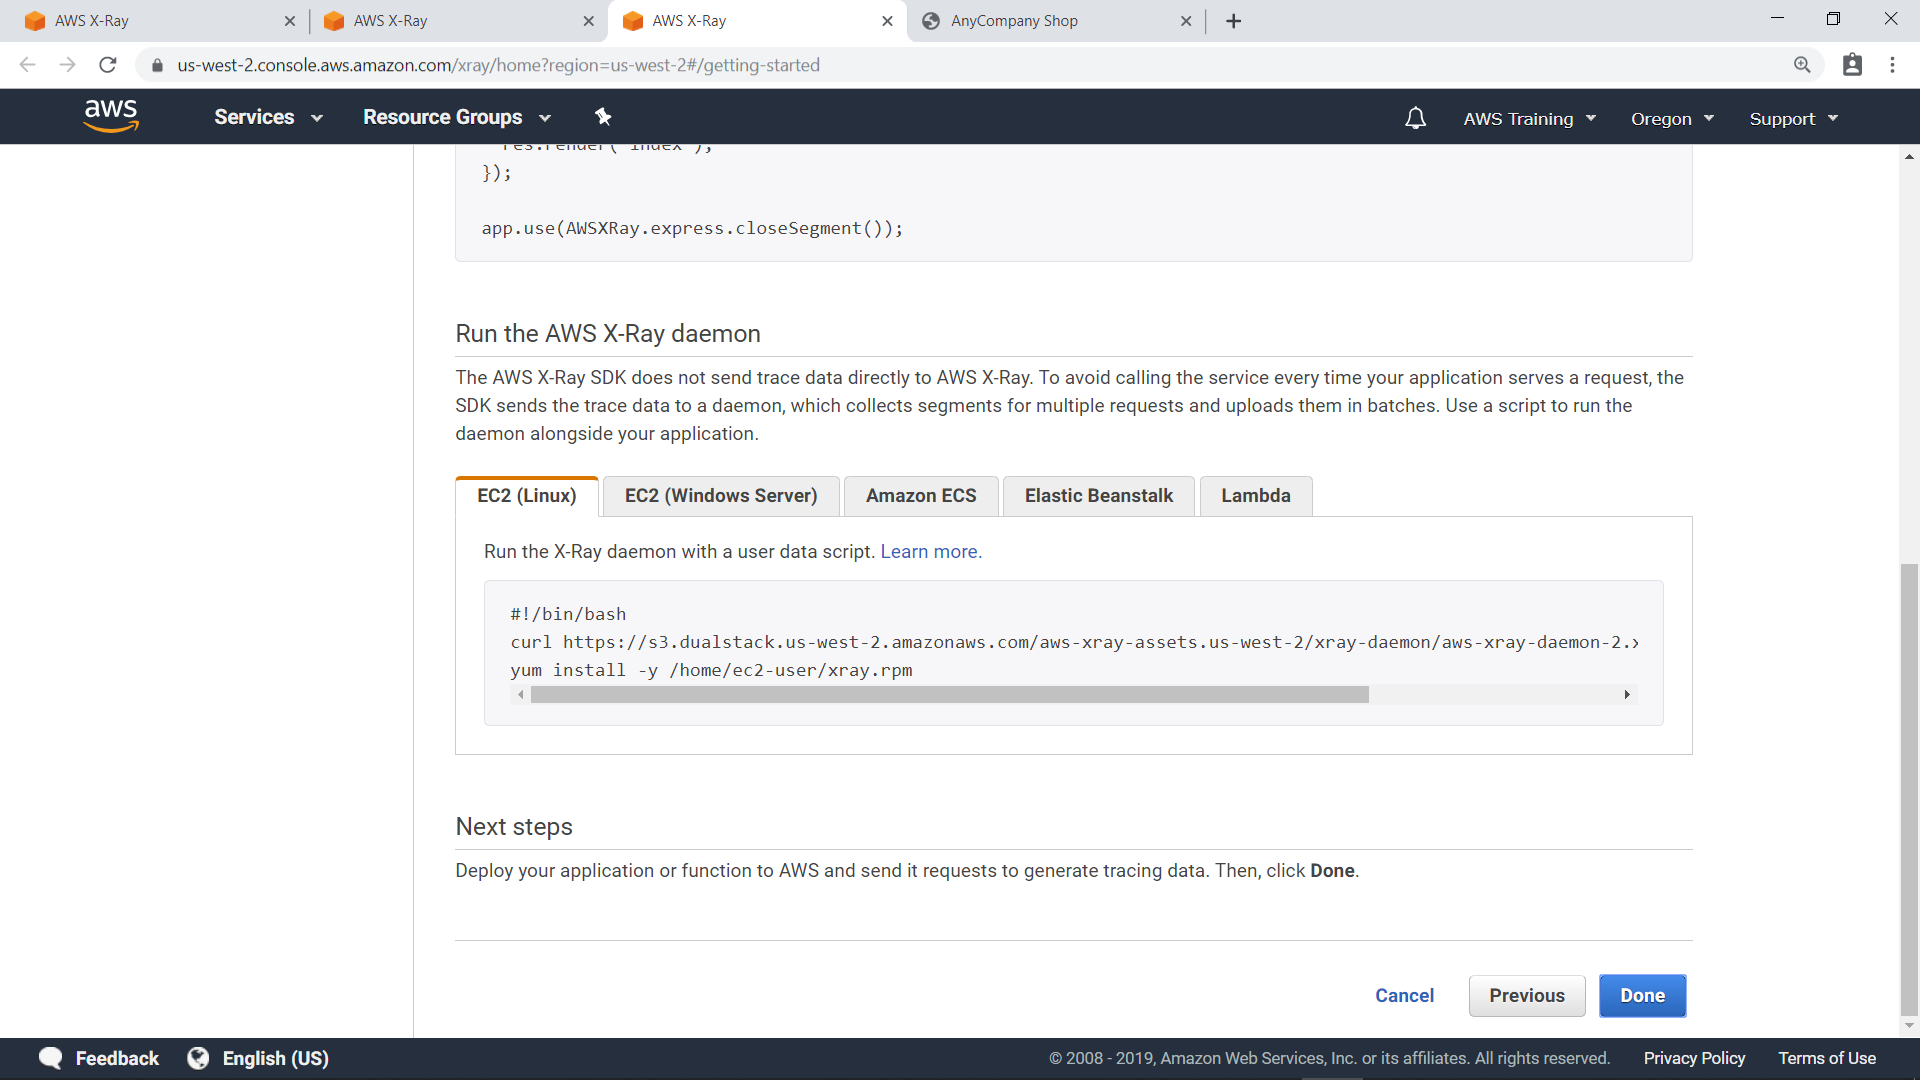 AWS X-Ray
AWS X-Ray
AWS X-Ray
AnyCompany Shop
us-west-2.console.aws.amazon.com/xray/home?region=us-west-2#/getting-started
aws
Services
Resource Groups
AWS Training
Oregon
Support
res.render('index');
});
app.use(AWSXRay.express.closeSegment());
Run the AWS X-Ray daemon
The AWS X-Ray SDK does not send trace data directly to AWS X-Ray. To avoid calling the service every time your application serves a request, the
SDK sends the trace data to a daemon, which collects segments for multiple requests and uploads them in batches. Use a script to run the
daemon alongside your application.
EC2 (Linux)
EC2 (Windows Server)
Amazon ECS
Elastic Beanstalk
Lambda
Run the X-Ray daemon with a user data script. Learn more.
#!/bin/bash
curl https://s3.dualstack.us-west-2.amazonaws.com/aws-xray-assets.us-west-2/xray-daemon/aws-xray-daemon-2.
yum install -y /home/ec2-user/xray.rpm
Next steps
Deploy your application or function to AWS and send it requests to generate tracing data. Then, click Done.
Cancel
Previous
Done
Feedback
English (US)
© 2008 - 2019, Amazon Web Services, Inc. or its affiliates. All rights reserved.
Privacy Policy
Terms of Use